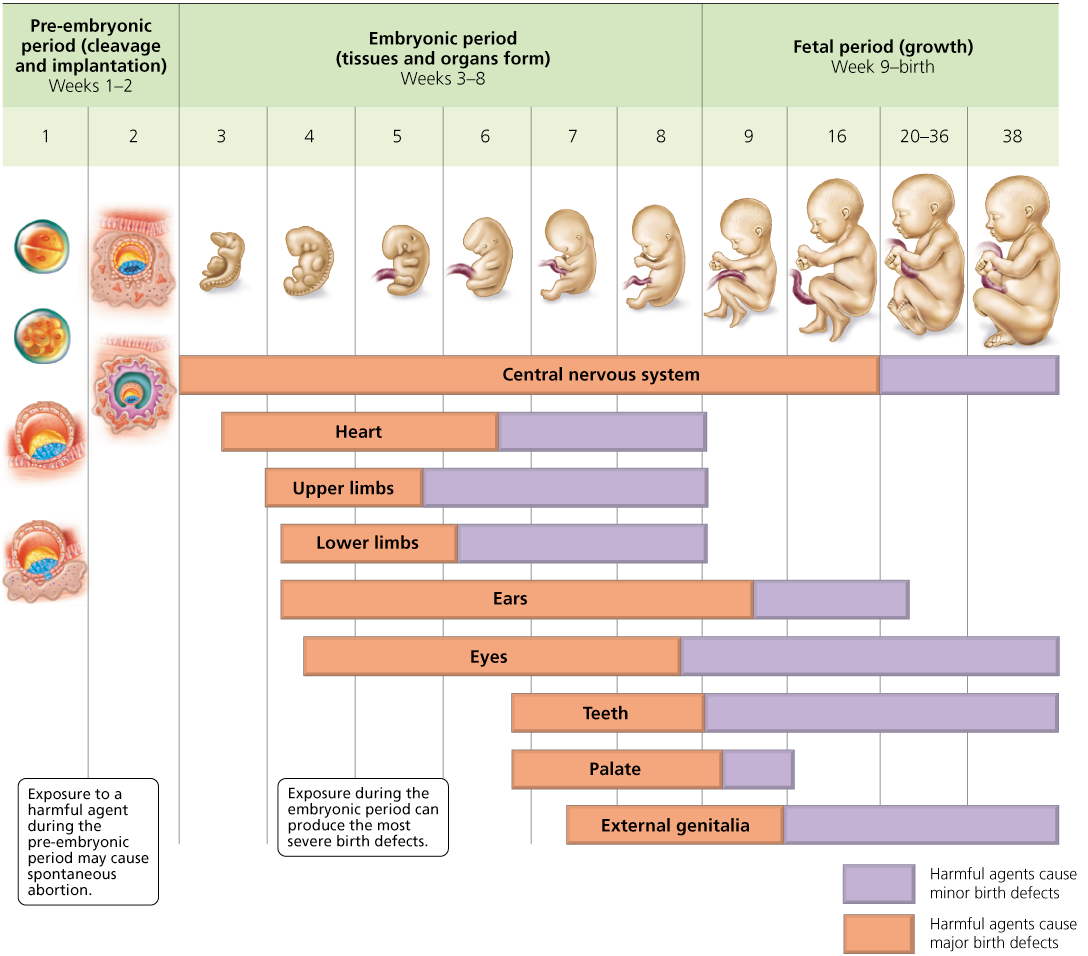 Pre-embryonic
period (cleavage
and implantation)
Weeks 1–2
Embryonic period
(tissues and organs form)
Weeks 3–8
Fetal period (growth)
Week 9–birth
1
2
3
4
5
6
7
8
9
16
20–36
38
Central nervous system
Heart
Upper limbs
Lower limbs
Ears
Eyes
Teeth
Palate
External genitalia
Exposure to a
harmful agent
during the
pre-embryonic
period may cause
spontaneous
abortion.
Exposure during the
embryonic period can
produce the most
severe birth defects.
Harmful agents cause
minor birth defects
Harmful agents cause
major birth defects